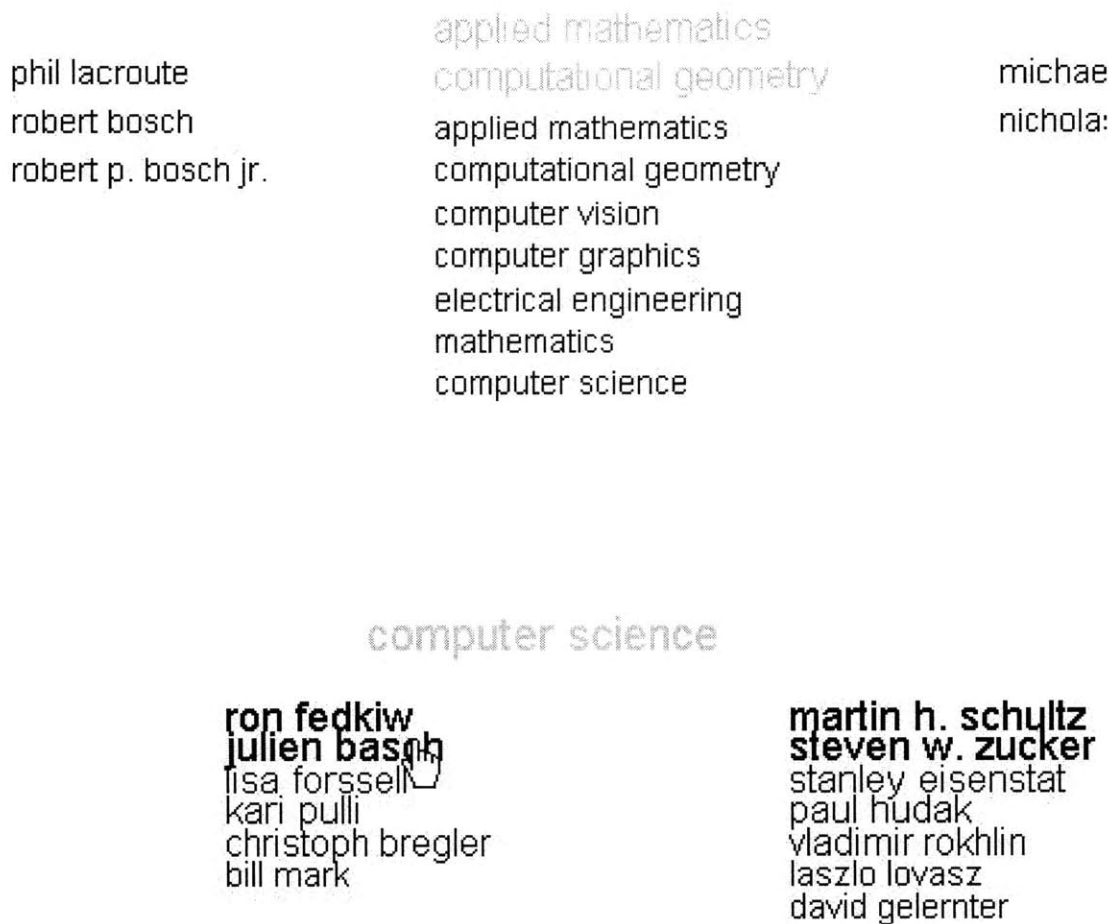 applied mathematics
computational geometry
phil lacroute
robert bosch
robert p. bosch jr.
applied mathematics
computational geometry
computer vision
computer graphics
electrical engineering
mathematics
computer science
michae
nichola
computer science
ron fedkiw
julien basch
lisa forssell
kari pulli
christoph bregler
bill mark
martin h. schultz
steven w. zucker
stanley eisenstat
paul hudak
vladimir rokhlin
laszlo lovasz
david gelernter